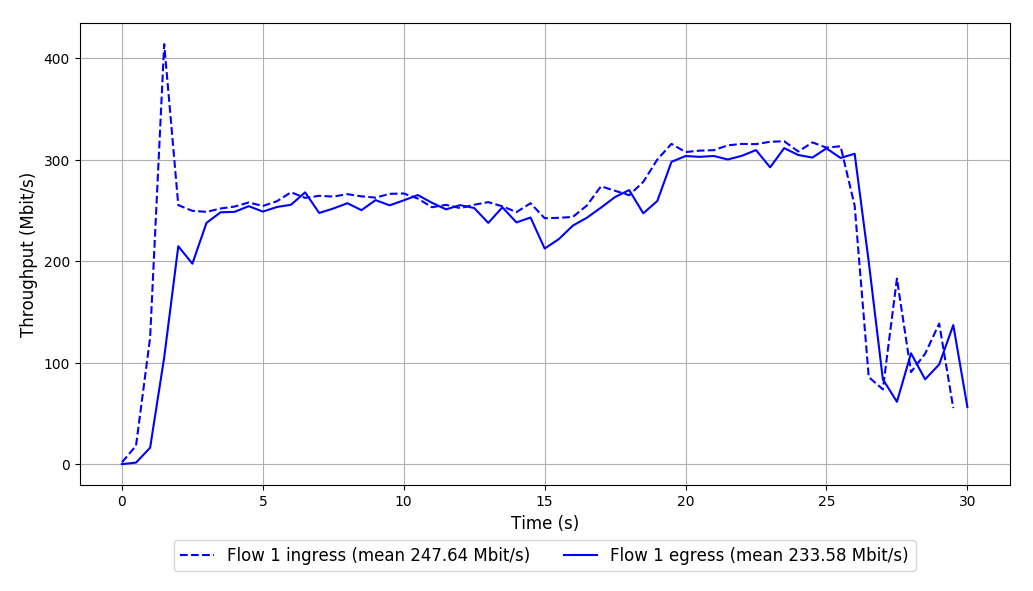 400
300
200
100
0
Throughput (Mbit/s)
0 5 10 15 20 25 30
Time (s)
Flow 1 ingress (mean 247.64 Mbit/s) Flow 1 egress (mean 233.58 Mbit/s)